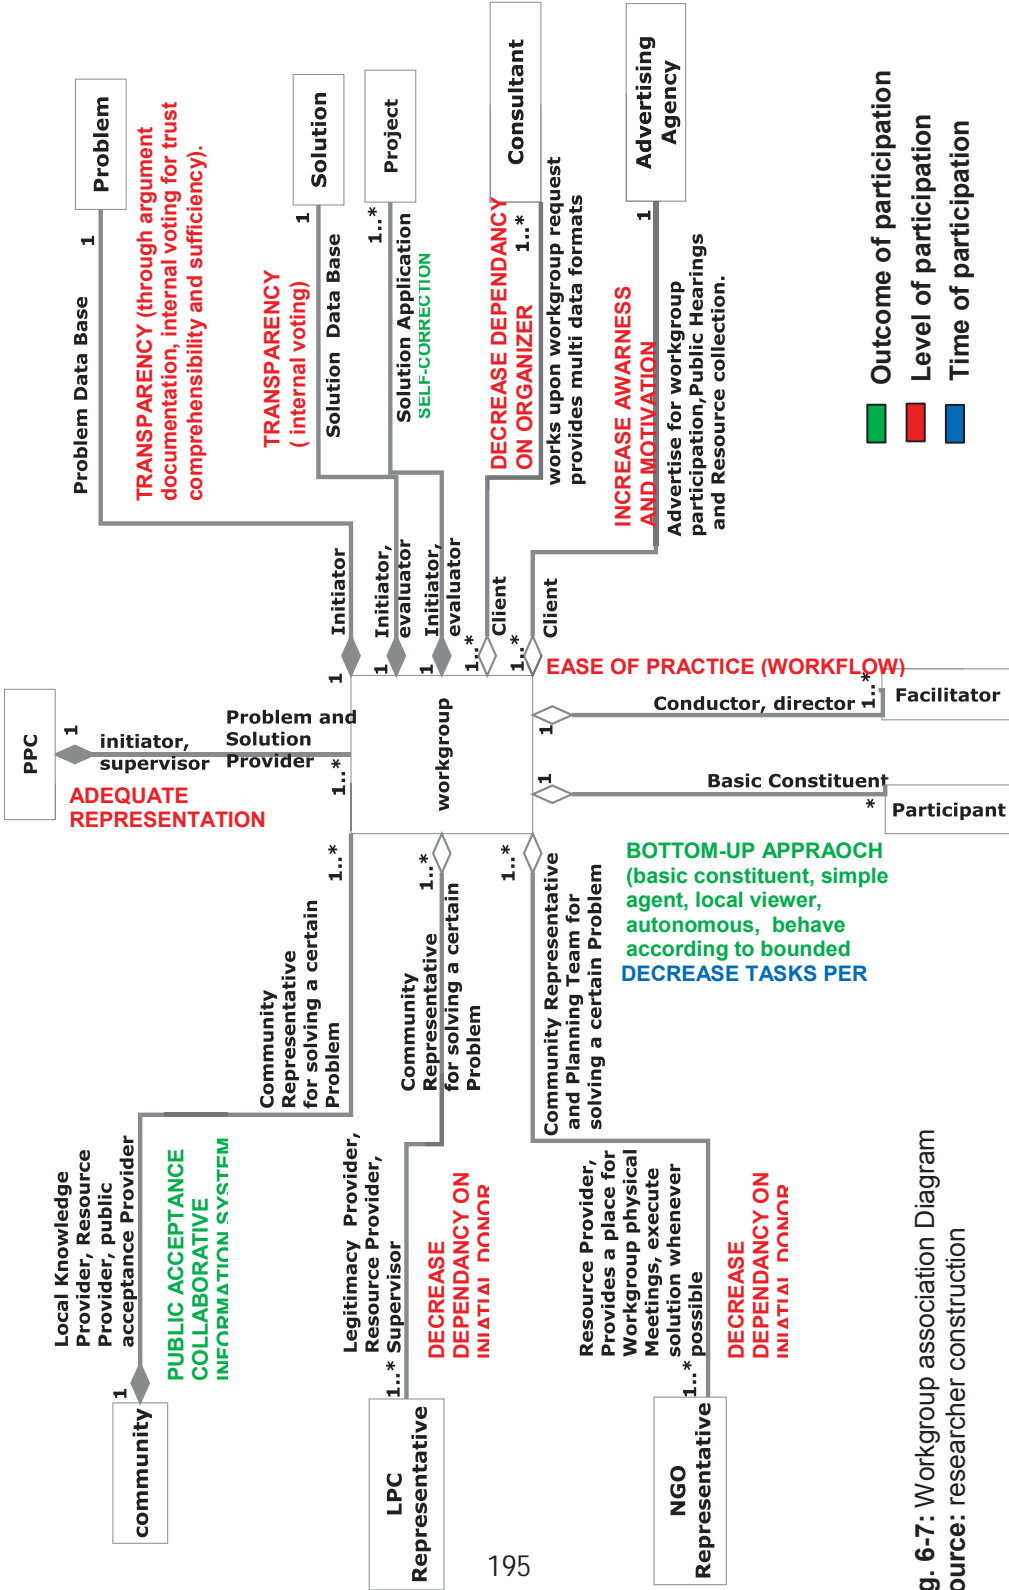 PPC
1
initiator,
supervisor
Problem and
Solution
Provider
1..*
ADEQUATE
REPRESENTATION
community
1
Local Knowledge
Provider, Resource
Provider, public
acceptance Provider
PUBLIC ACCEPTANCE
COLLABORATIVE
INFORMATION SYSTEM
Community
Representative
for solving a certain
Problem
1..*
LPC
Representative
1..*
Legitimacy Provider,
Resource Provider,
Supervisor
DECREASE
DEPENDANCY ON
INIATIAL DONOR
Community
Representative
for solving a certain
Problem
1..*
NGO
Representative
1..*
Resource Provider,
Provides a place for
Workgroup physical
Meetings, execute
solution whenever
possible
DECREASE
DEPENDANCY ON
INIATIAL DONOR
Community Representative
and Planning Team for
solving a certain Problem
1..*
workgroup
1
Initiator
Problem Data Base
1
Problem
TRANSPARENCY (through argument
documentation, internal voting for trust
comprehensibility and sufficiency).
1
Initiator,
evaluator
TRANSPARENCY
( internal voting)
Solution Data Base
1
Solution
1
Initiator,
evaluator
Solution Application
SELF-CORRECTION
1..*
Project
1..*
Client
DECREASE DEPENDANCY
ON ORGANIZER
1..*
works upon workgroup request
provides multi data formats
Consultant
1..*
Client
INCREASE AWARNESS
AND MOTIVATION
1
Advertise for workgroup
participation,Public Hearings
and Resource collection.
Advertising
Agency
EASE OF PRACTICE (WORKFLOW)
1
Conductor, director
1..*
Facilitator
1
Basic Constituent
*
Participant
BOTTOM-UP APPRAOCH
(basic constituent, simple
agent, local viewer,
autonomous, behave
according to bounded
DECREASE TASKS PER
Outcome of participation
Level of participation
Time of participation
g. 6-7: Workgroup association Diagram
ource: researcher construction
195